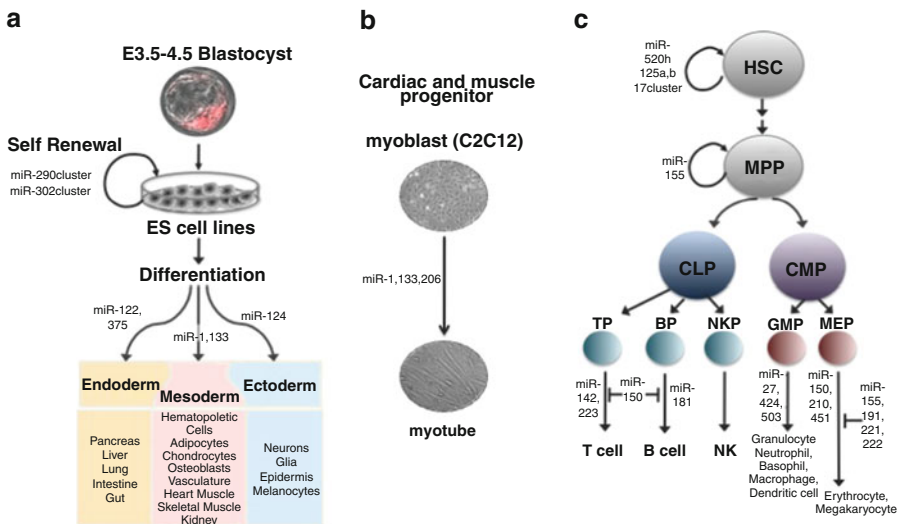 a
E3.5-4.5 Blastocyst
Self Renewal
miR-290cluster
miR-302cluster
ES cell lines
Differentiation
miR-122,
375
miR-1,133
miR-124
Endoderm
Mesoderm
Ectoderm
Pancreas
Liver
Lung
Intestine
Gut
Hematopoletic
Cells
Adipocytes
Chondrocytes
Osteoblasts
Vasculature
Heart Muscle
Skeletal Muscle
Kidney
Neurons
Glia
Epidermis
Melanocytes
b
Cardiac and muscle
progenitor
myoblast (C2C12)
miR-1,133,206
myotube
c
miR-
520h
125a,b
17cluster
HSC
miR-
155
MPP
CLP
CMP
TP
BP
NKP
GMP
MEP
miR-
142,
223
miR-
150
miR-
181
miR-
27,
424,
503
miR-
150,
210,
451
miR-
155,
191,
221,
222
T cell
B cell
NK
Granulocyte
Neutrophil,
Basophil,
Macrophage,
Dendritic cell
Erythrocyte,
Megakaryocyte